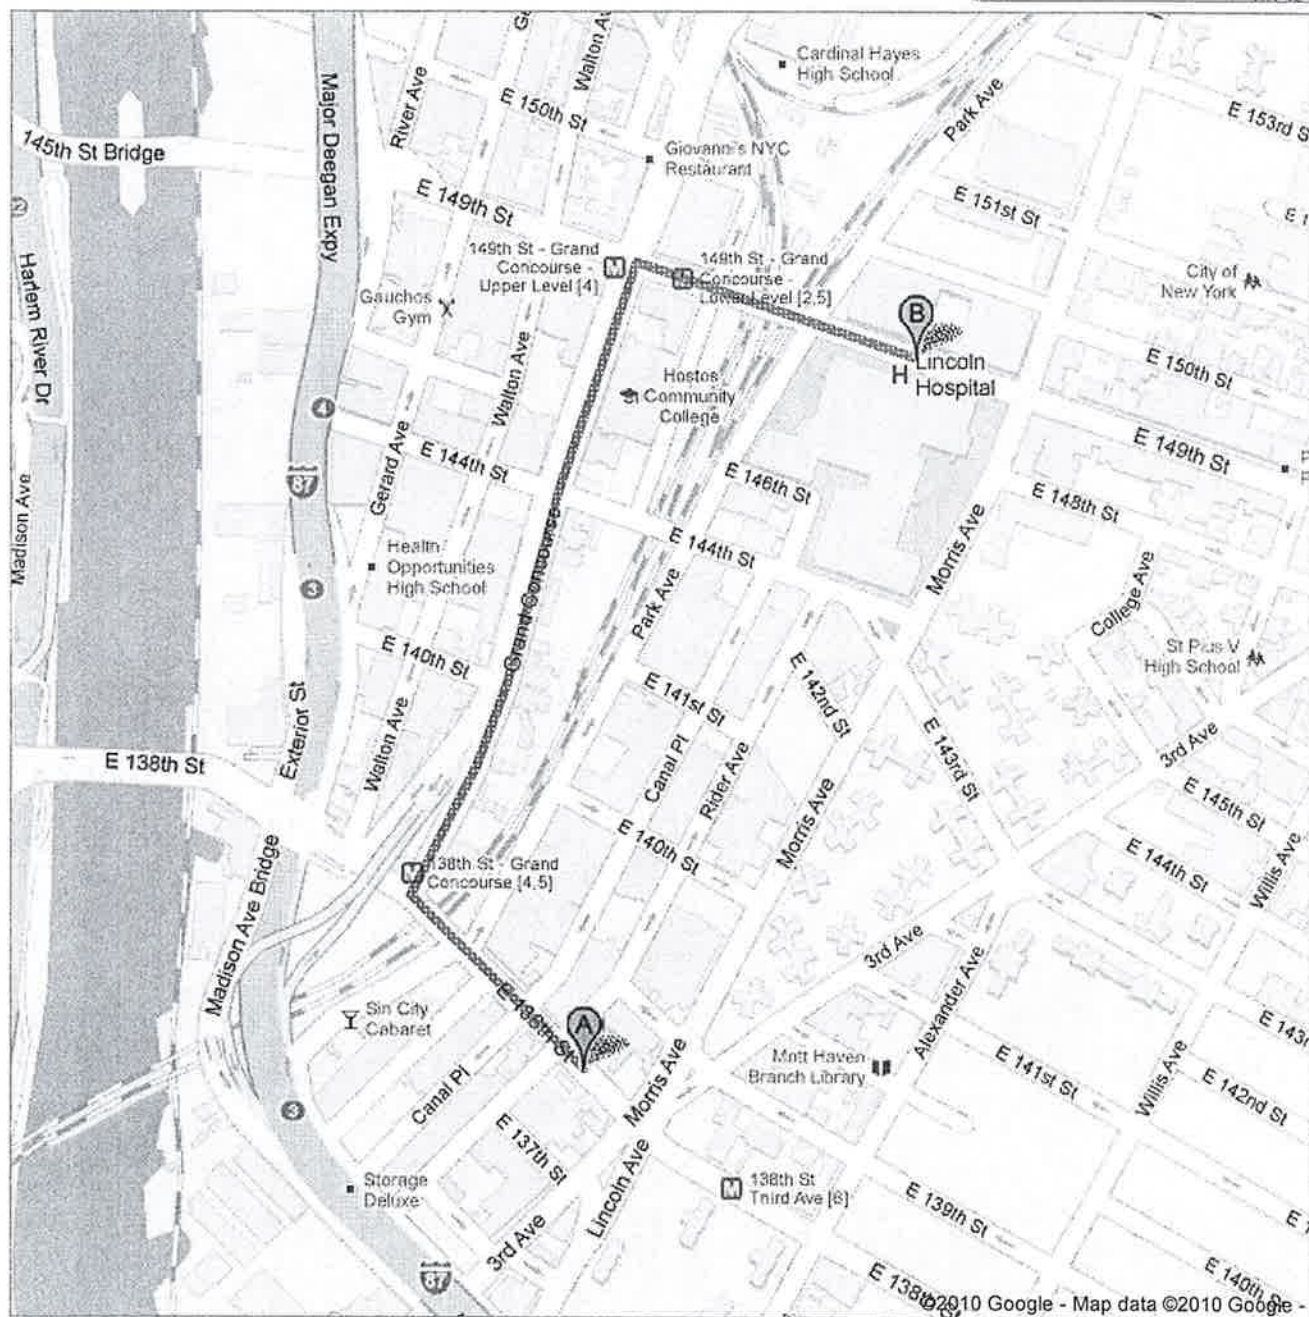 Cardinal Hayes
High School
Walton Ave
River Ave
Major Deegan Expy
E 150th St
Park Ave
E 153rd S
145th St Bridge
Giovanni's NYC
Restaurant
E 149th St
E 151st St
149th St - Grand
Concourse -
Upper Level [4]
149th St - Grand
Concourse -
Lower Level [2,5]
City of
New York
Harlem River Dr
Gauchos
Gym
B
Walton Ave
H
Lincoln
Hospital
E 150th St
Hostos
Community
College
4
E 144th St
Gerard Ave
E 149th St
87
E 146th St
E 148th St
Madison Ave
Health
Opportunities
High School
3
Grand Concourse
E 144th St
Morris Ave
Park Ave
College Ave
E 140th St
St Pius V
High School
E 141st St
E 142nd St
Exterior St
Walton Ave
Canal Pl
E 143rd St
3rd Ave
E 138th St
Rider Ave
E 145th St
Morris Ave
E 140th St
E 144th St
138th St - Grand
Concourse [4,5]
Willis Ave
Madison Ave Bridge
3rd Ave
Alexander Ave
Sin City
Cabaret
E 138th St
A
E 143r
Mott Haven
Branch Library
E 141st St
E 142nd St
Canal Pl
Morris Ave
Willis Ave
3
E 137th St
Storage
Deluxe
Lincoln Ave
138th St
Third Ave [6]
E 139th St
3rd Ave
87
E 138th St
E 140th St
©2010 Google - Map data ©2010 Google -